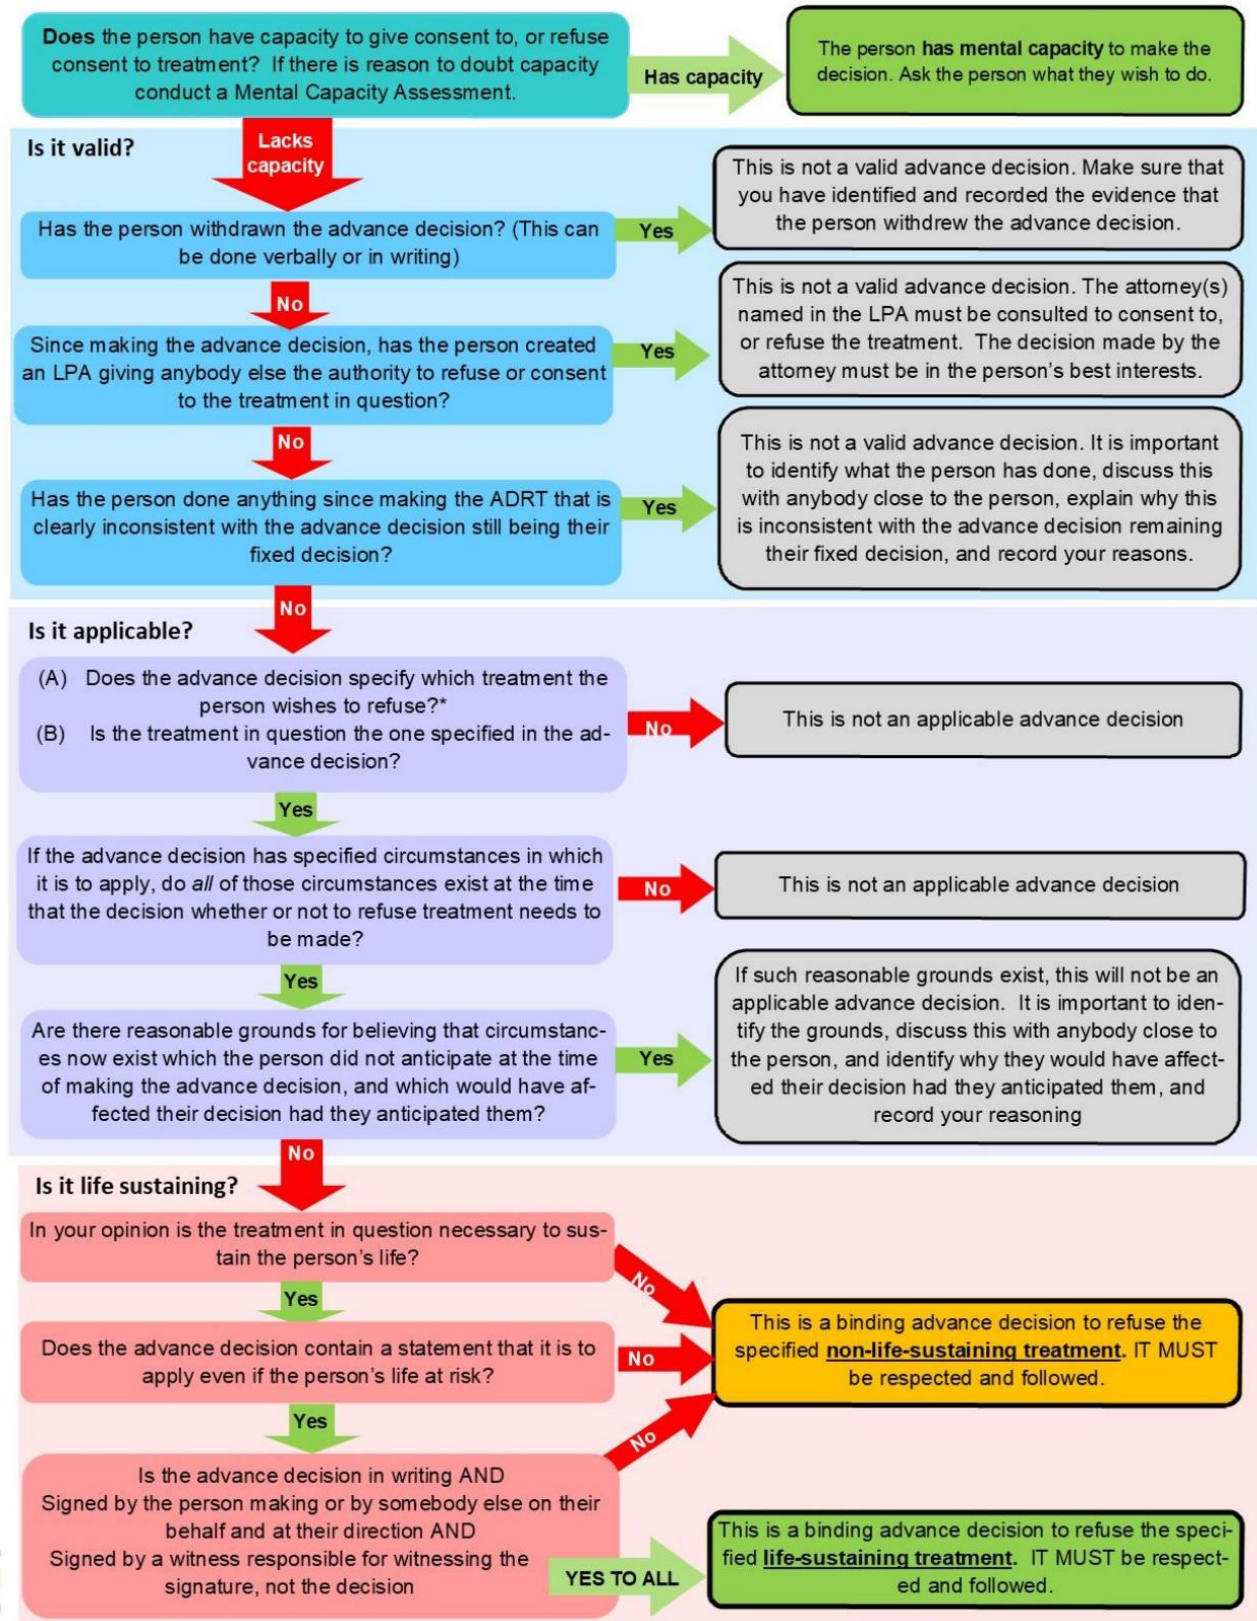 Does the person have capacity to give consent to, or refuse
consent to treatment? If there is reason to doubt capacity
conduct a Mental Capacity Assessment.
Has capacity
The person has mental capacity to make the
decision. Ask the person what they wish to do.
Is it valid?
Lacks
capacity
Has the person withdrawn the advance decision? (This can
be done verbally or in writing)
Yes
This is not a valid advance decision. Make sure that
you have identified and recorded the evidence that
the person withdrew the advance decision.
No
Since making the advance decision, has the person created
an LPA giving anybody else the authority to refuse or consent
to the treatment in question?
Yes
This is not a valid advance decision. The attorney(s)
named in the LPA must be consulted to consent to,
or refuse the treatment. The decision made by the
attorney must be in the person's best interests.
No
Has the person done anything since making the ADRT that is
clearly inconsistent with the advance decision still being their
fixed decision?
Yes
This is not a valid advance decision. It is important
to identify what the person has done, discuss this
with anybody close to the person, explain why this
is inconsistent with the advance decision remaining
their fixed decision, and record your reasons.
No
Is it applicable?
(A) Does the advance decision specify which treatment the
person wishes to refuse?*
(B) Is the treatment in question the one specified in the ad-
vance decision?
No
This is not an applicable advance decision
Yes
If the advance decision has specified circumstances in which
it is to apply, do all of those circumstances exist at the time
that the decision whether or not to refuse treatment needs to
be made?
No
This is not an applicable advance decision
Yes
Are there reasonable grounds for believing that circumstanc-
es now exist which the person did not anticipate at the time
of making the advance decision, and which would have af-
fected their decision had they anticipated them?
Yes
If such reasonable grounds exist, this will not be an
applicable advance decision. It is important to iden-
tify the grounds, discuss this with anybody close to
the person, and identify why they would have affect-
ed their decision had they anticipated them, and
record your reasoning
No
Is it life sustaining?
In your opinion is the treatment in question necessary to sus-
tain the person's life?
No
Yes
Does the advance decision contain a statement that it is to
apply even if the person's life at risk?
No
This is a binding advance decision to refuse the
specified non-life-sustaining treatment. IT MUST
be respected and followed.
Yes
No
Is the advance decision in writing AND
Signed by the person making or by somebody else on their
behalf and at their direction AND
Signed by a witness responsible for witnessing the
signature, not the decision
YES TO ALL
This is a binding advance decision to refuse the speci-
fied life-sustaining treatment. IT MUST be respect-
ed and followed.